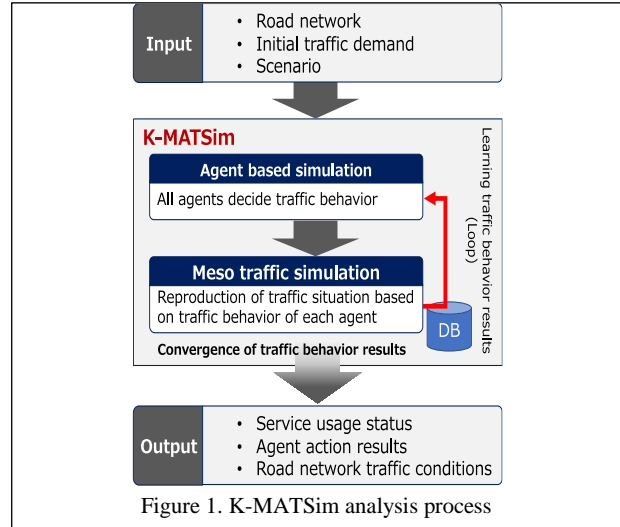 Input
• Road network
• Initial traffic demand
• Scenario
K-MATSim
Agent based simulation
All agents decide traffic behavior
Meso traffic simulation
Reproduction of traffic situation based
on traffic behavior of each agent
Convergence of traffic behavior results
DB
Learning traffic behavior results
(Loop)
Output
• Service usage status
• Agent action results
• Road network traffic conditions
Figure 1. K-MATSim analysis process